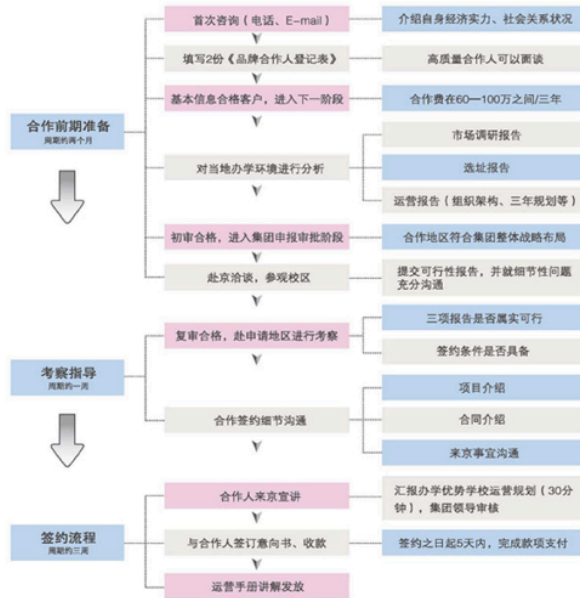 首次咨询（电话、E-mail）
介绍自身经济实力、社会关系状况
填写2份《品牌合作人登记表》
高质量合作人可以面谈
基本信息合格客户，进入下一阶段
合作费在60—100万之间/三年
合作前期准备
周期约两个月
市场调研报告
对当地办学环境进行分析
选址报告
运营报告（组织架构、三年规划等）
初审合格，进入集团申报审批阶段
合作地区符合集团整体战略布局
赴京洽谈，参观校区
提交可行性报告，并就细节性问题
充分沟通
复审合格，赴申请地区进行考察
三项报告是否属实可行
签约条件是否具备
考察指导
周期约一周
项目介绍
合作签约细节沟通
合同介绍
来京事宜沟通
合作人来京宣讲
汇报办学优势学校运营规划（30分
钟），集团领导审核
签约流程
周期约三周
与合作人签订意向书、收款
签约之日起5天内，完成款项支付
运营手册讲解发放